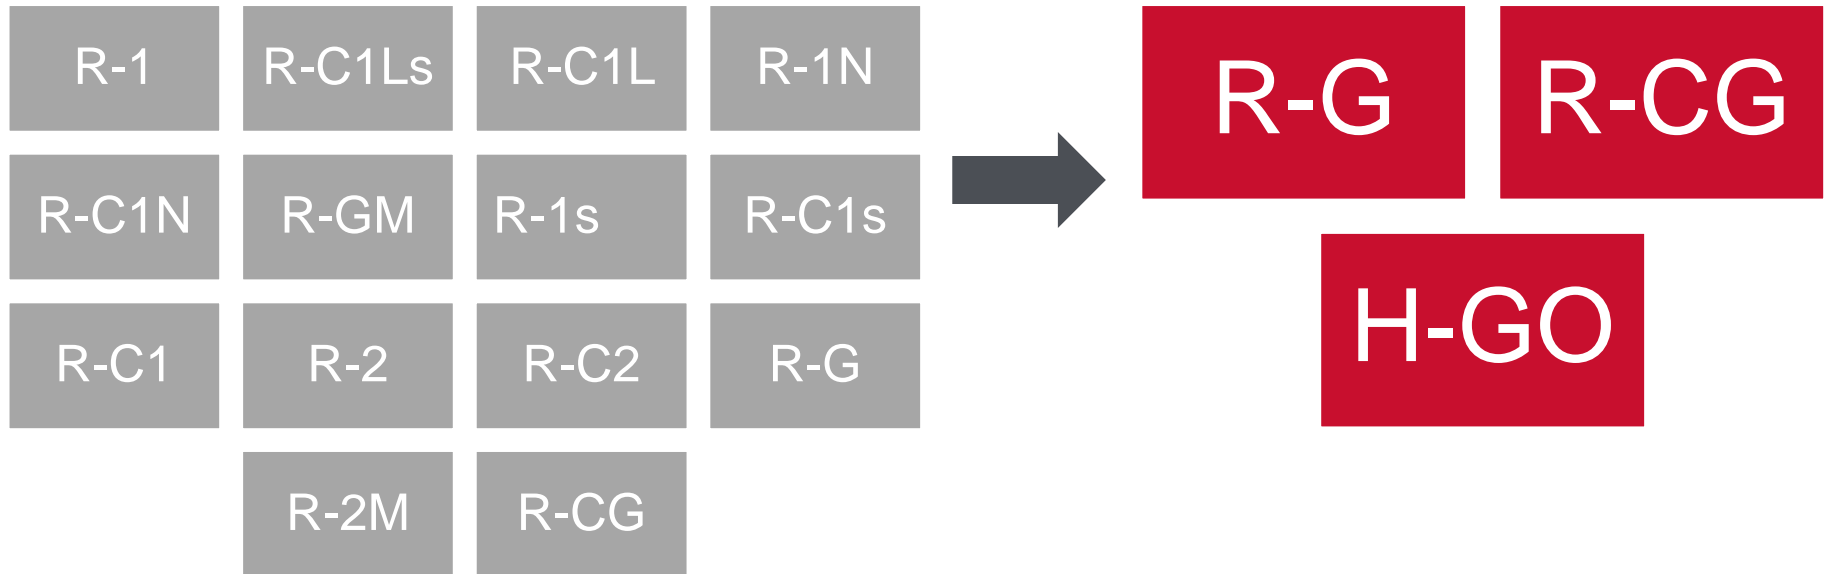 R-1
R-C1Ls
R-C1L
R-1N
R-C1N
R-GM
R-1s
R-C1s
R-C1
R-2
R-C2
R-G
R-2M
R-CG
R-G
R-CG
H-GO